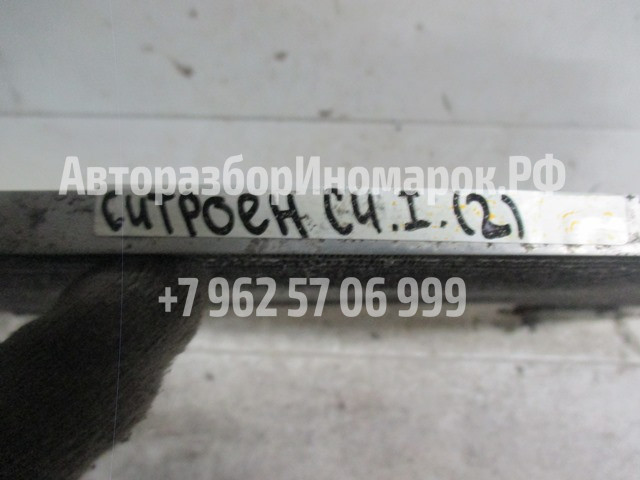 АвторазборИномарок.РФ
СИТРОЕН С4.I.(2)
+7 962 57 06 999